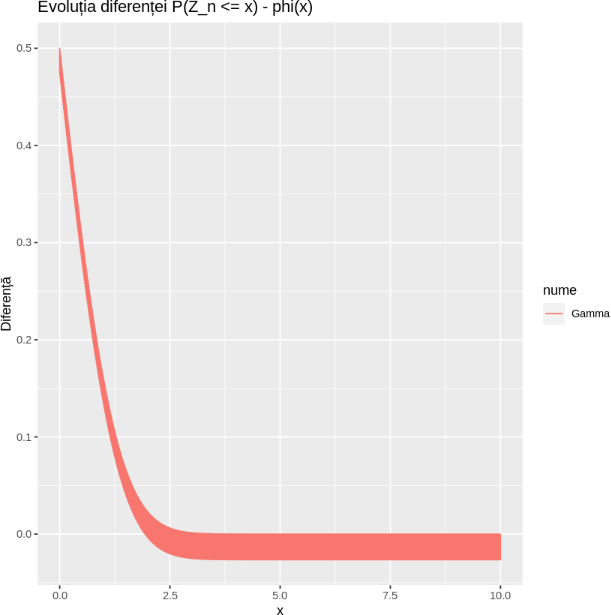 Evoluția diferenței P(Z_n <= x) - phi(x)
Diferență
0.5
0.4
0.3
0.2
0.1
0.0
0.0 2.5 5.0 7.5 10.0
x
nume
Gamma